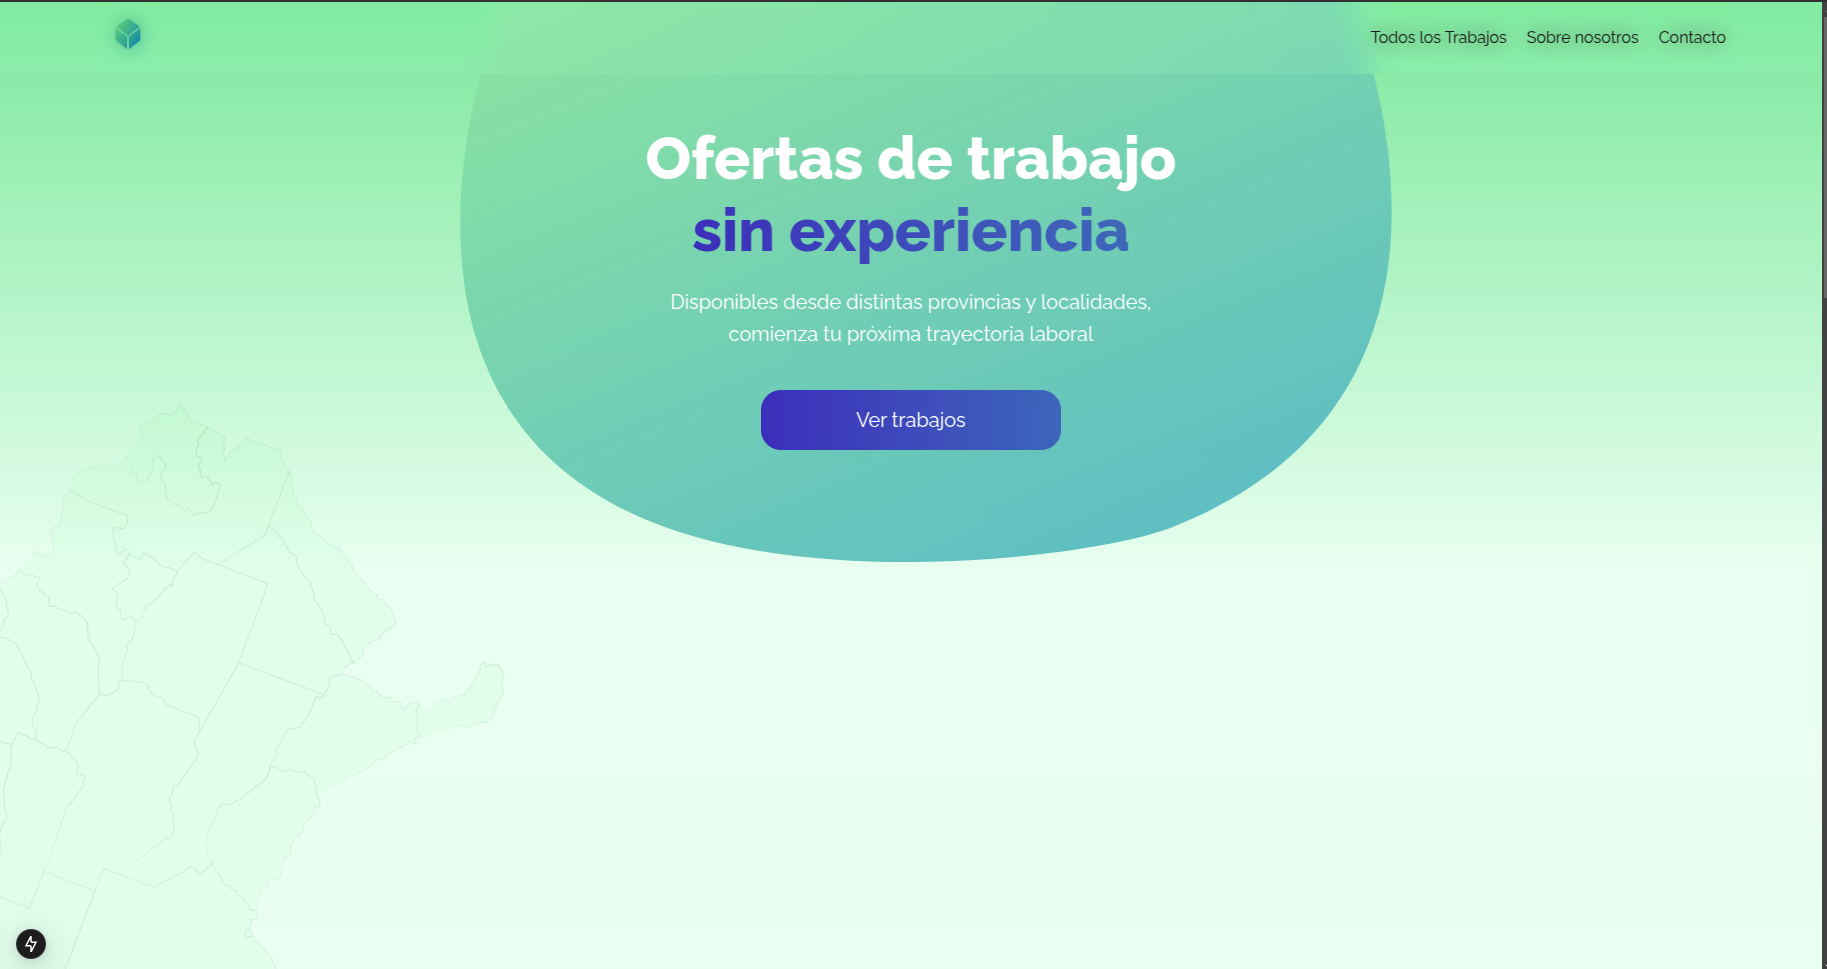 Todos los Trabajos
Sobre nosotros
Contacto
Ofertas de trabajo
sin experiencia
Disponibles desde distintas provincias y localidades,
comienza tu próxima trayectoria laboral
Ver trabajos